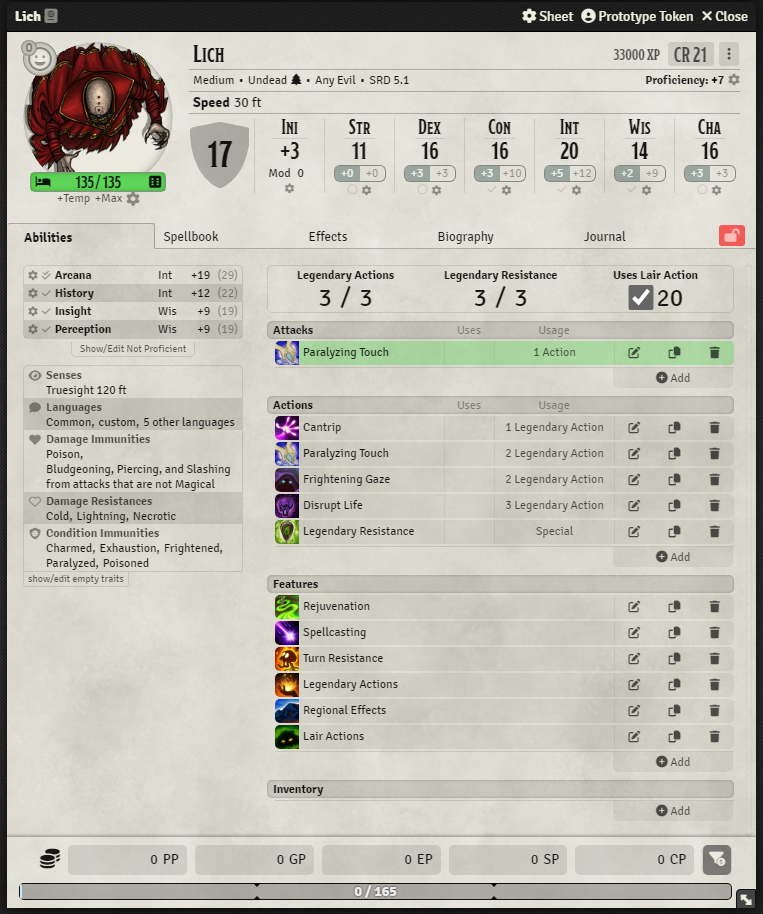 Lich Sheet Prototype Token Close
0
Lich 33000 XP CR 21
Medium • Undead • Any Evil • SRD 5.1 Proficiency: +7
Speed 30 ft
17
Ini Str Dex Con Int Wis Cha
+3 11 16 16 20 14 16
Mod 0 +0 +0 +3 +3 +3 +10 +5 +12 +2 +9 +3 +3
135/135
+Temp +Max
Abilities Spellbook Effects Biography Journal
Arcana Int +19 (29)
History Int +12 (22)
Insight Wis +9 (19)
Perception Wis +9 (19)
Show/Edit Not Proficient
Senses
Truesight 120 ft
Languages
Common, custom, 5 other languages
Damage Immunities
Poison,
Bludgeoning, Piercing, and Slashing
from attacks that are not Magical
Damage Resistances
Cold, Lightning, Necrotic
Condition Immunities
Charmed, Exhaustion, Frightened,
Paralyzed, Poisoned
show/edit empty traits
Legendary Actions Legendary Resistance Uses Lair Action
3 / 3 3 / 3 20
Attacks Uses Usage
Paralyzing Touch 1 Action
Add
Actions Uses Usage
Cantrip 1 Legendary Action
Paralyzing Touch 2 Legendary Action
Frightening Gaze 2 Legendary Action
Disrupt Life 3 Legendary Action
Legendary Resistance Special
Add
Features
Rejuvenation
Spellcasting
Turn Resistance
Legendary Actions
Regional Effects
Lair Actions
Add
Inventory
Add
0 PP 0 GP 0 EP 0 SP 0 CP
0 / 165